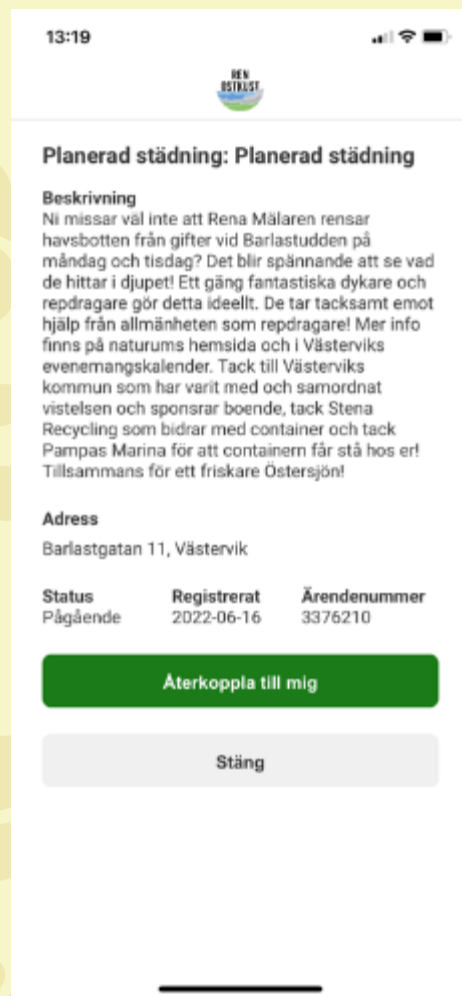 13:19
REN
OSTKUST
Planerad städning: Planerad städning
Beskrivning
Ni missar väl inte att Rena Mälaren rensar
havsbotten från gifter vid Barlastudden på
måndag och tisdag? Det blir spännande att se vad
de hittar i djupet! Ett gäng fantastiska dykare och
repdragare gör detta ideellt. De tar tacksamt emot
hjälp från allmänheten som repdragare! Mer info
finns på naturums hemsida och i Västerviks
evenemangskalender. Tack till Västerviks
kommun som har varit med och samordnat
vistelsen och sponsrar boende, tack Stena
Recycling som bidrar med container och tack
Pampas Marina för att containern får stå hos er!
Tillsammans för ett friskare Östersjön!
Adress
Barlastgatan 11, Västervik
Status Registrerat Ärendenummer
Pågående 2022-06-16 3376210
Återkoppla till mig
Stäng